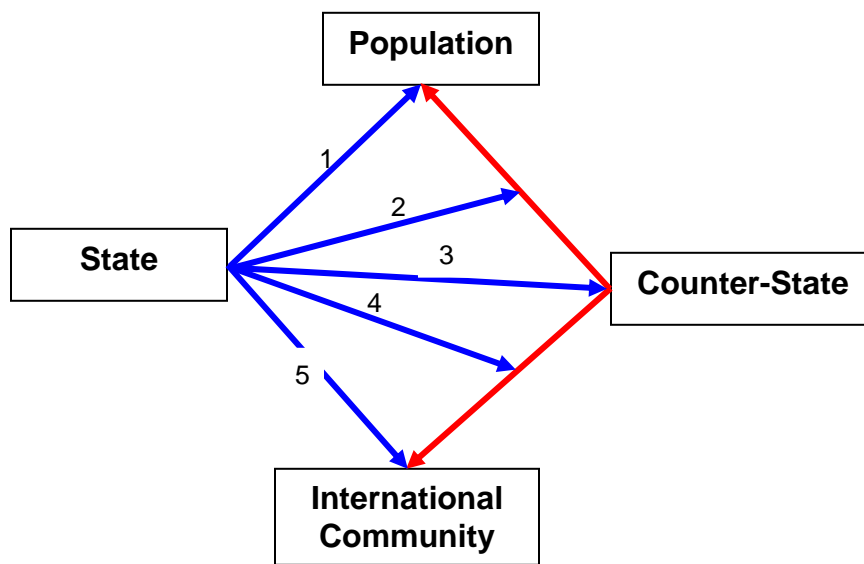 Population
1
2
State
3
Counter-State
4
5
International
Community